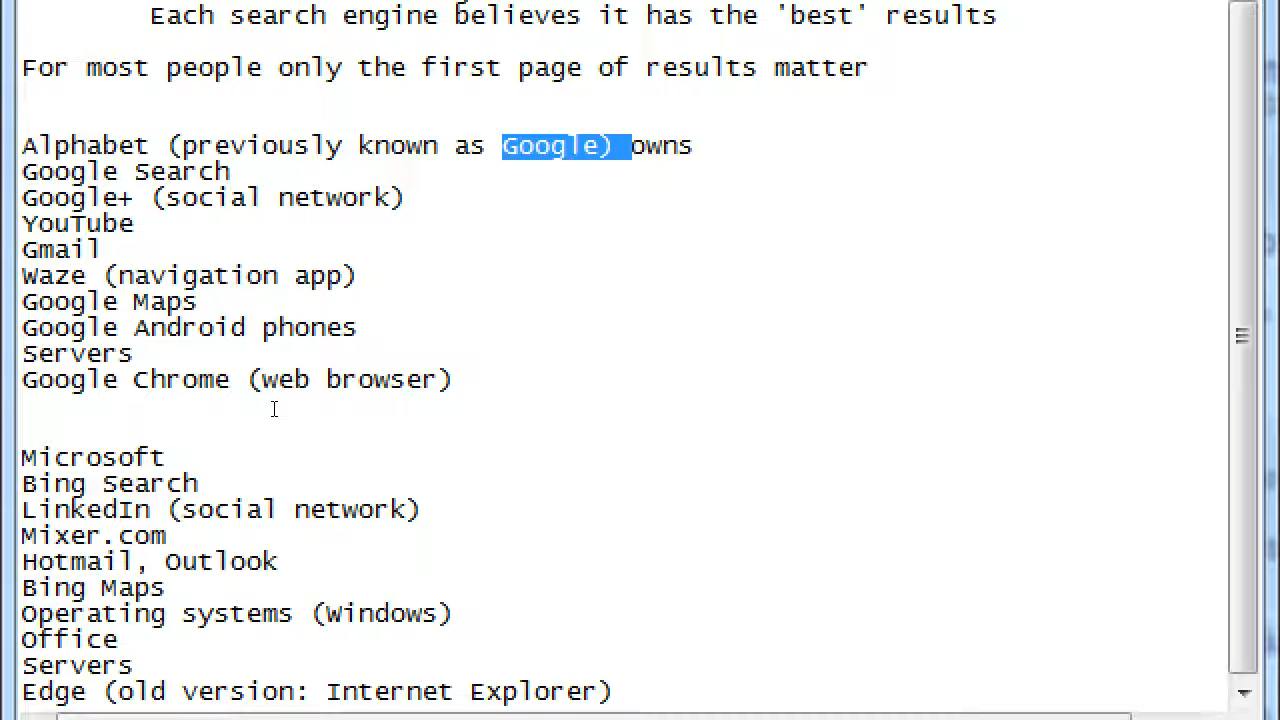 Each search engine believes it has the 'best' results
For most people only the first page of results matter
Alphabet (previously known as Google) owns
Google Search
Google+ (social network)
YouTube
Gmail
Waze (navigation app)
Google Maps
Google Android phones
Servers
Google Chrome (web browser)
Microsoft
Bing Search
LinkedIn (social network)
Mixer.com
Hotmail, Outlook
Bing Maps
Operating systems (Windows)
Office
Servers
Edge (old version: Internet Explorer)